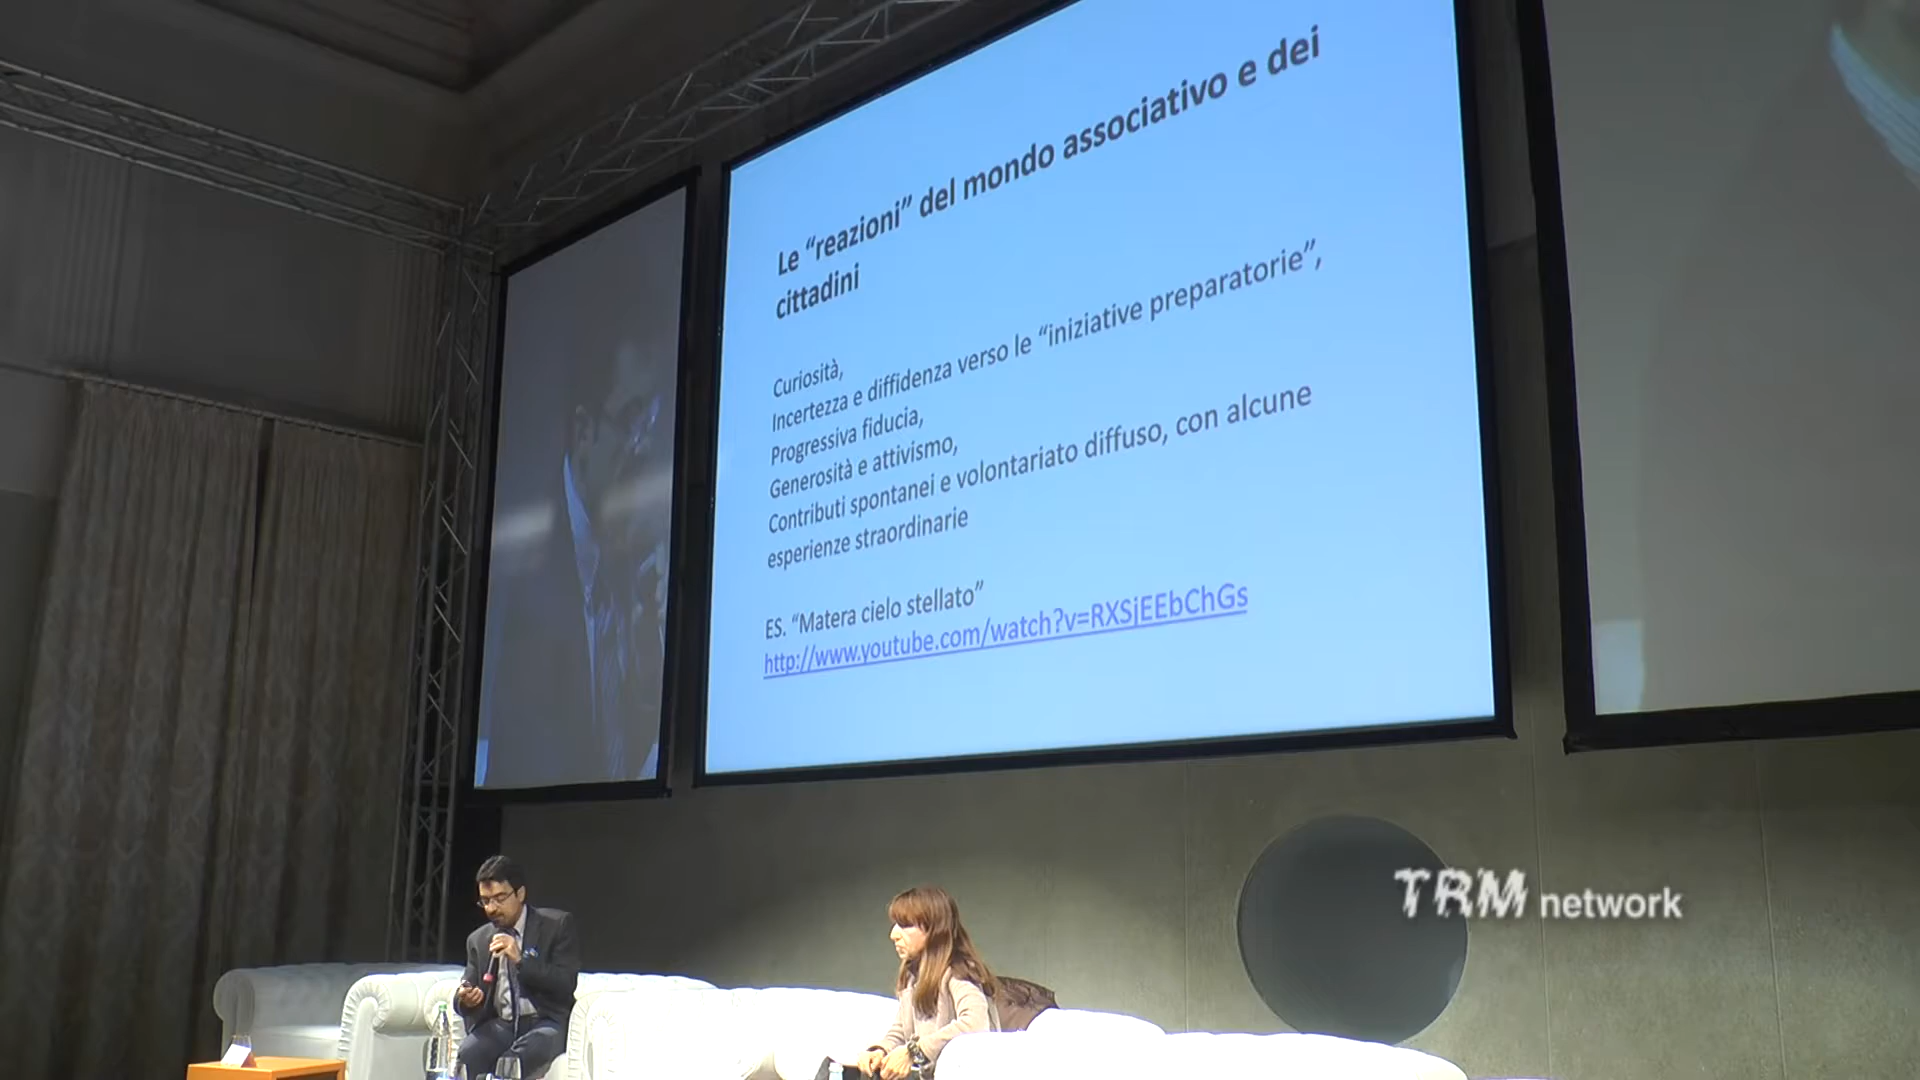 Le “reazioni” del mondo associativo e dei
cittadini
Curiosità,
Incertezza e diffidenza verso le “iniziative preparatorie”,
Progressiva fiducia,
Generosità e attivismo,
Contributi spontanei e volontariato diffuso, con alcune
esperienze straordinarie
ES. “Matera cielo stellato”
http://www.youtube.com/watch?v=RXSjEEbChGs
TRM network